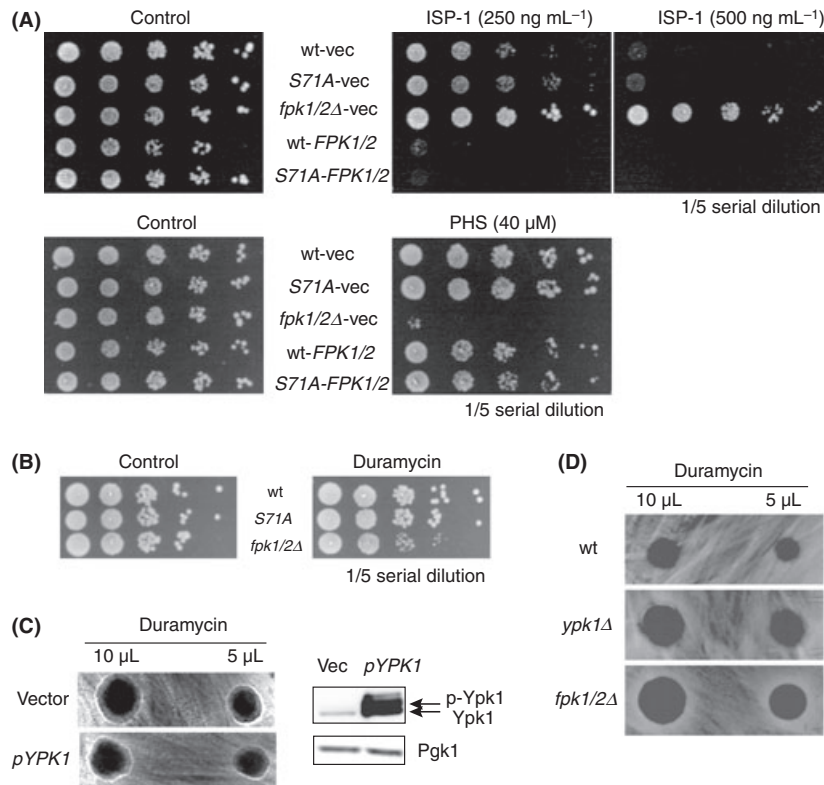 (A)
Control
ISP-1 (250 ng mL–1)
ISP-1 (500 ng mL–1)
wt-vec
S71A-vec
fpk1/2Δ-vec
wt-FPK1/2
S71A-FPK1/2
1/5 serial dilution
Control
PHS (40 µM)
wt-vec
S71A-vec
fpk1/2Δ-vec
wt-FPK1/2
S71A-FPK1/2
1/5 serial dilution
(B)
Control
Duramycin
wt
S71A
fpk1/2Δ
1/5 serial dilution
(C)
Duramycin
10 µL
5 µL
Vector
pYPK1
Vec
pYPK1
p-Ypk1
Ypk1
Pgk1
(D)
Duramycin
10 µL
5 µL
wt
ypk1Δ
fpk1/2Δ